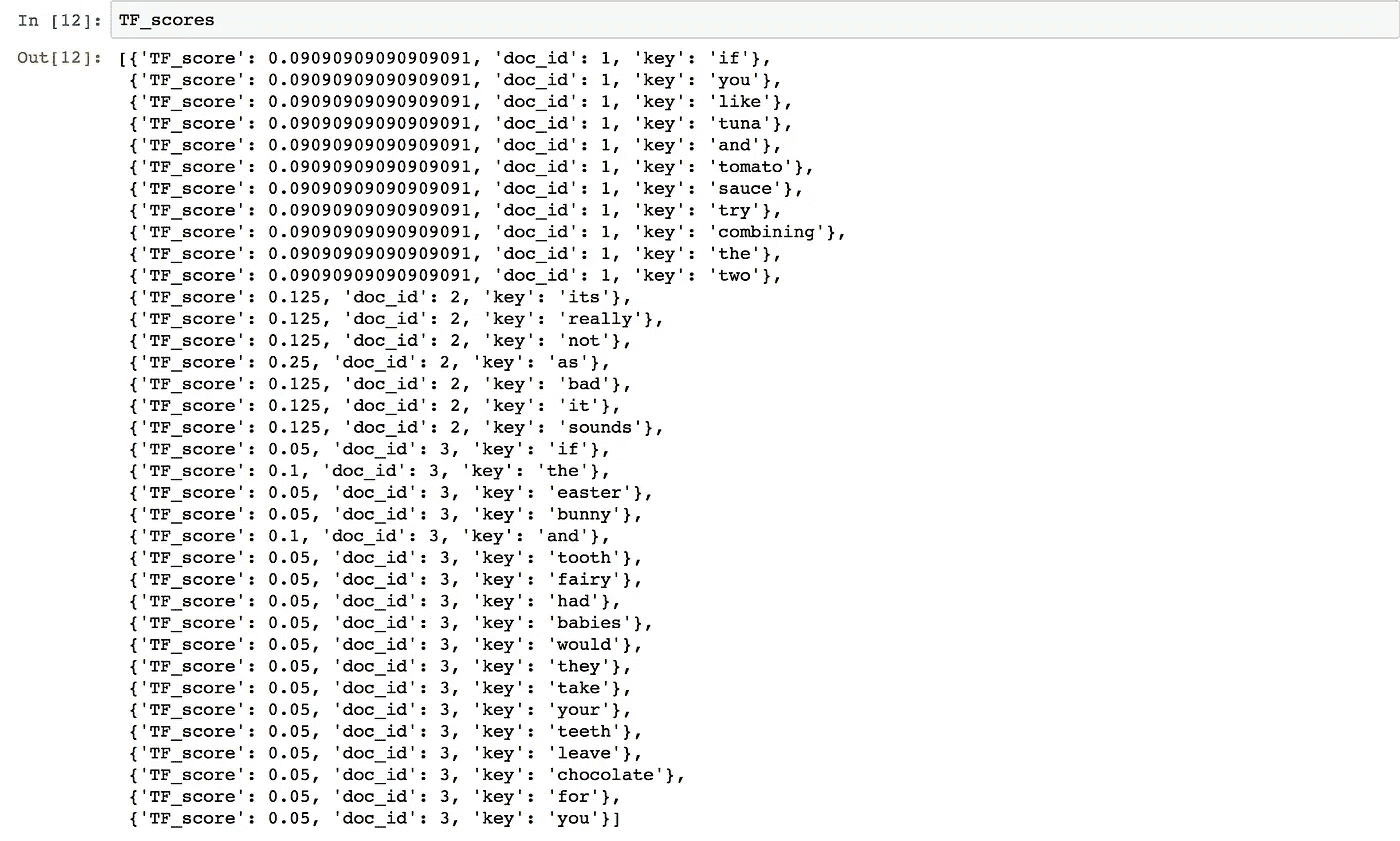 In [12]: TF_scores
Out[12]: [{'TF_score': 0.09090909090909091, 'doc_id': 1, 'key': 'if'},
{'TF_score': 0.09090909090909091, 'doc_id': 1, 'key': 'you'},
{'TF_score': 0.09090909090909091, 'doc_id': 1, 'key': 'like'},
{'TF_score': 0.09090909090909091, 'doc_id': 1, 'key': 'tuna'},
{'TF_score': 0.09090909090909091, 'doc_id': 1, 'key': 'and'},
{'TF_score': 0.09090909090909091, 'doc_id': 1, 'key': 'tomato'},
{'TF_score': 0.09090909090909091, 'doc_id': 1, 'key': 'sauce'},
{'TF_score': 0.09090909090909091, 'doc_id': 1, 'key': 'try'},
{'TF_score': 0.09090909090909091, 'doc_id': 1, 'key': 'combining'},
{'TF_score': 0.09090909090909091, 'doc_id': 1, 'key': 'the'},
{'TF_score': 0.09090909090909091, 'doc_id': 1, 'key': 'two'},
{'TF_score': 0.125, 'doc_id': 2, 'key': 'its'},
{'TF_score': 0.125, 'doc_id': 2, 'key': 'really'},
{'TF_score': 0.125, 'doc_id': 2, 'key': 'not'},
{'TF_score': 0.25, 'doc_id': 2, 'key': 'as'},
{'TF_score': 0.125, 'doc_id': 2, 'key': 'bad'},
{'TF_score': 0.125, 'doc_id': 2, 'key': 'it'},
{'TF_score': 0.125, 'doc_id': 2, 'key': 'sounds'},
{'TF_score': 0.05, 'doc_id': 3, 'key': 'if'},
{'TF_score': 0.1, 'doc_id': 3, 'key': 'the'},
{'TF_score': 0.05, 'doc_id': 3, 'key': 'easter'},
{'TF_score': 0.05, 'doc_id': 3, 'key': 'bunny'},
{'TF_score': 0.1, 'doc_id': 3, 'key': 'and'},
{'TF_score': 0.05, 'doc_id': 3, 'key': 'tooth'},
{'TF_score': 0.05, 'doc_id': 3, 'key': 'fairy'},
{'TF_score': 0.05, 'doc_id': 3, 'key': 'had'},
{'TF_score': 0.05, 'doc_id': 3, 'key': 'babies'},
{'TF_score': 0.05, 'doc_id': 3, 'key': 'would'},
{'TF_score': 0.05, 'doc_id': 3, 'key': 'they'},
{'TF_score': 0.05, 'doc_id': 3, 'key': 'take'},
{'TF_score': 0.05, 'doc_id': 3, 'key': 'your'},
{'TF_score': 0.05, 'doc_id': 3, 'key': 'teeth'},
{'TF_score': 0.05, 'doc_id': 3, 'key': 'leave'},
{'TF_score': 0.05, 'doc_id': 3, 'key': 'chocolate'},
{'TF_score': 0.05, 'doc_id': 3, 'key': 'for'},
{'TF_score': 0.05, 'doc_id': 3, 'key': 'you'}]